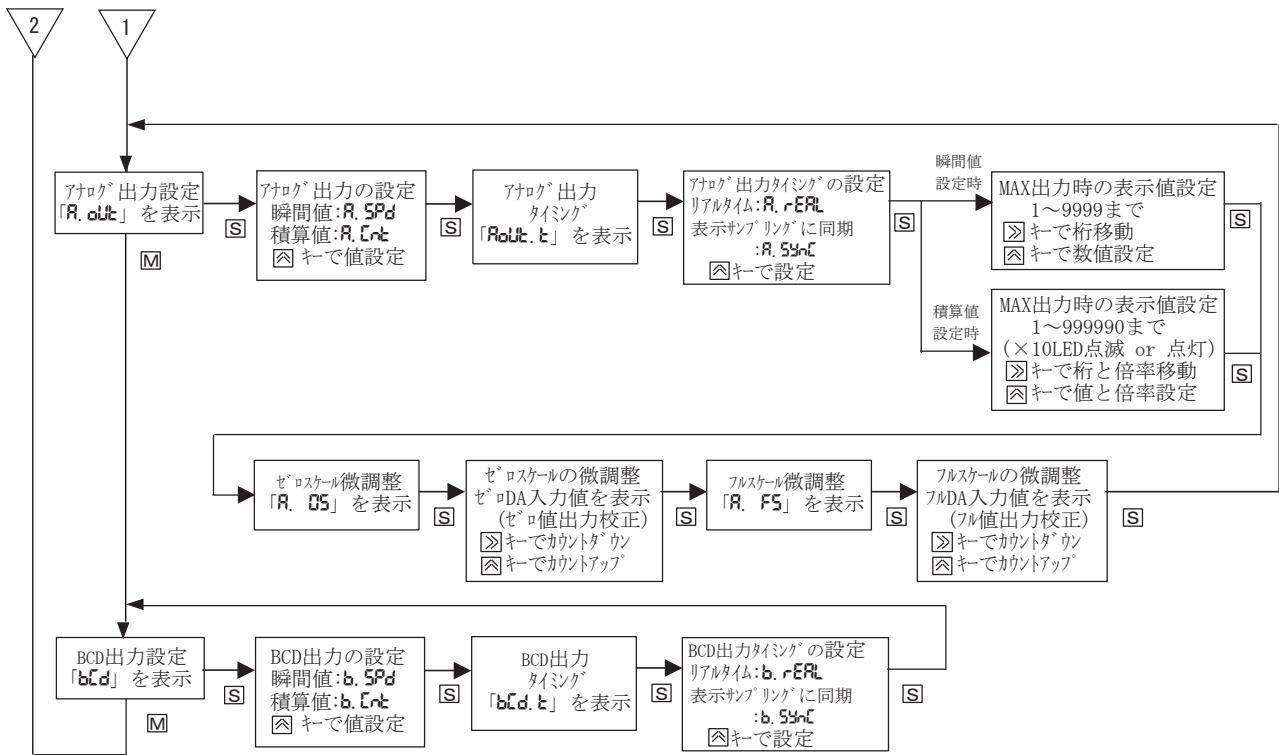 2
1
アナログ出力設定
「A.oUt」を表示
S
M
アナログ出力の設定
瞬間値:A.SPd
積算値:A.Cnt
キーで値設定
S
アナログ出力
タイミング
「AoUt.t」を表示
S
アナログ出力タイミングの設定
リアルタイム:A.rEAL
表示サンプリングに同期
:A.SYnC
キーで設定
S
瞬間値
設定時
MAX出力時の表示値設定
1〜9999まで
キーで桁移動
キーで数値設定
S
積算値
設定時
MAX出力時の表示値設定
1〜999990まで
(×10LED点滅 or 点灯)
キーで桁と倍率移動
キーで値と倍率設定
S
ゼロスケール微調整
「A. 0S」を表示
S
ゼロスケールの微調整
ゼロDA入力値を表示
(ゼロ値出力校正)
キーでカウントダウン
キーでカウントアップ
S
フルスケール微調整
「A. FS」を表示
S
フルスケールの微調整
フルDA入力値を表示
(フル値出力校正)
キーでカウントダウン
キーでカウントアップ
S
BCD出力設定
「bCd」を表示
S
M
BCD出力の設定
瞬間値:b.SPd
積算値:b.Cnt
キーで値設定
S
BCD出力
タイミング
「bCd.t」を表示
S
BCD出力タイミングの設定
リアルタイム:b.rEAL
表示サンプリングに同期
:b.SYnC
キーで設定
S